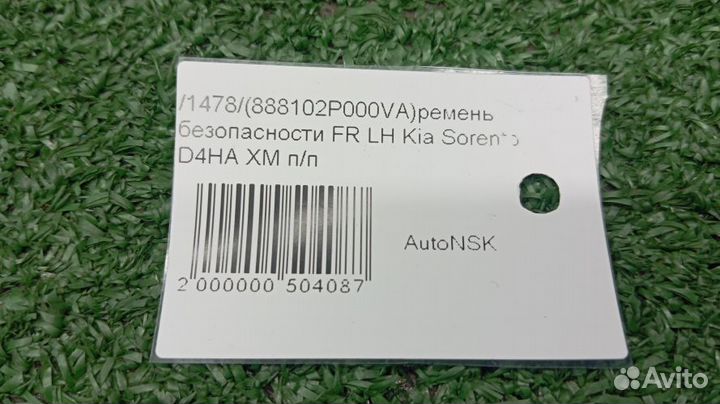 /1478/(888102P000VA)ремень
безопасности FR LH Kia Sorento
D4HA XM п/п
AutoNSK
2 000000 504087
Avito